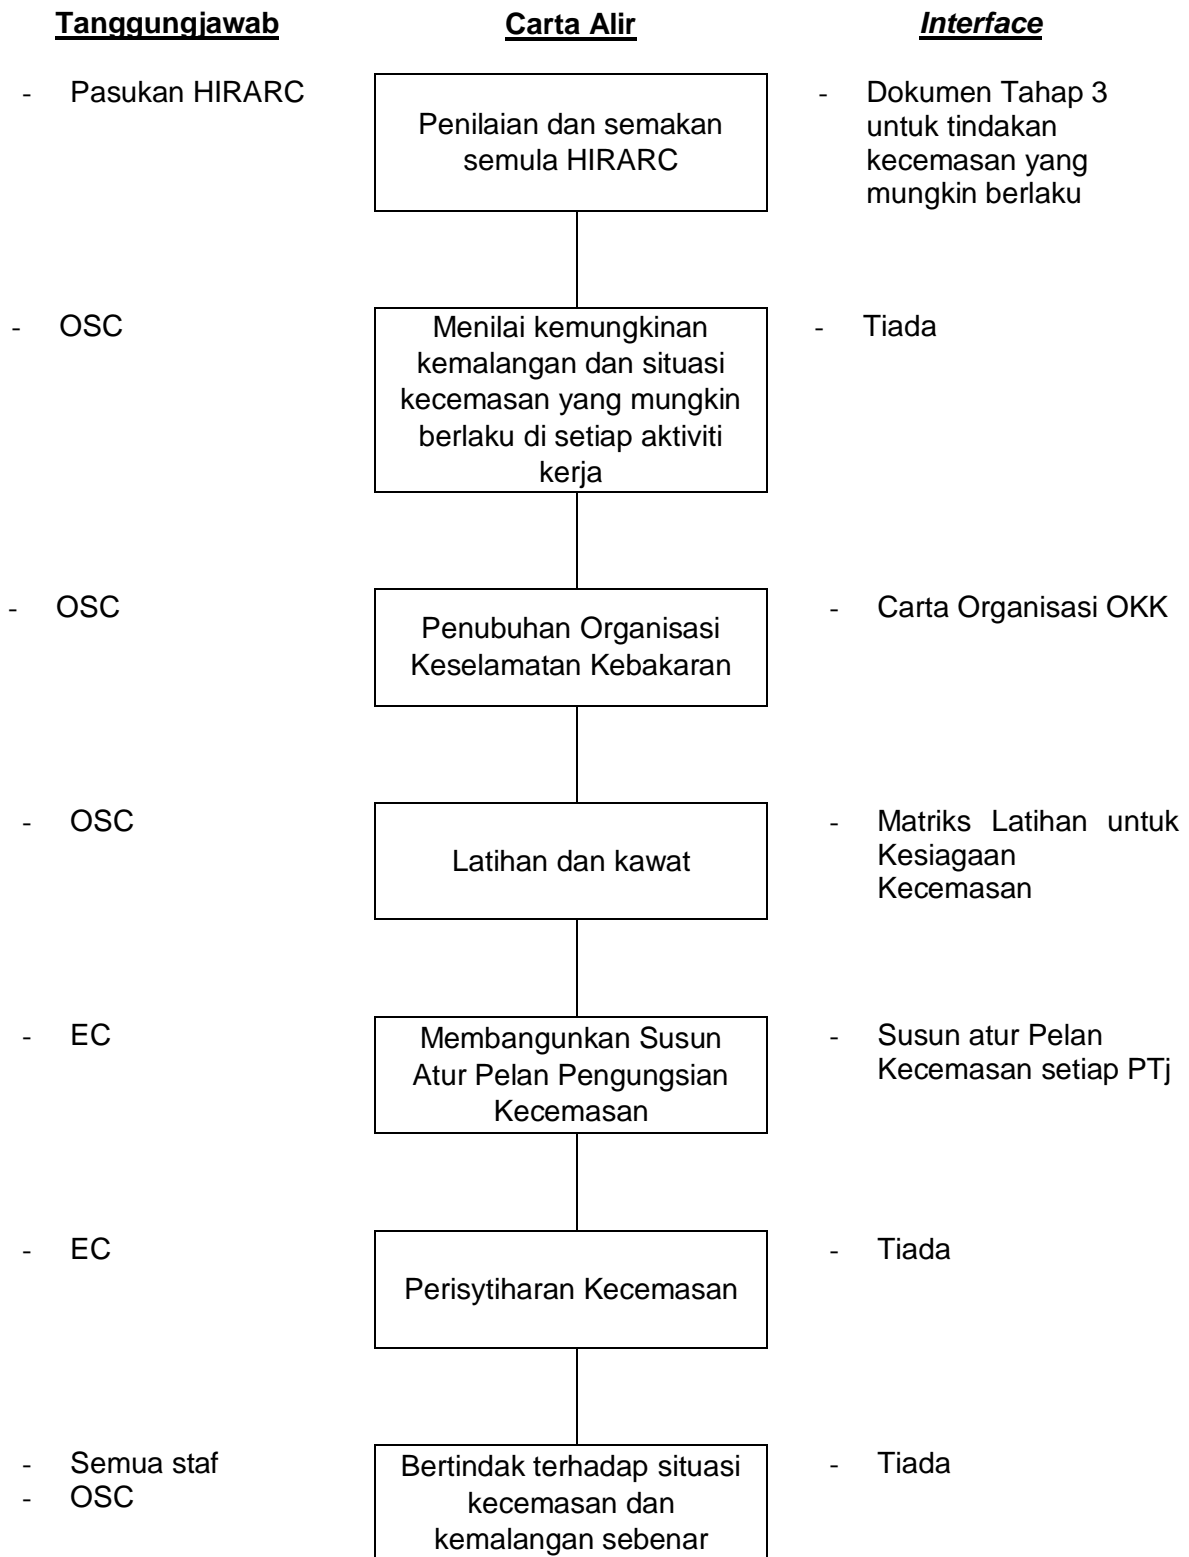 Tanggungjawab Carta Alir Interface
- Pasukan HIRARC
Penilaian dan semakan
semula HIRARC
- Dokumen Tahap 3
untuk tindakan
kecemasan yang
mungkin berlaku
- OSC
Menilai kemungkinan
kemalangan dan situasi
kecemasan yang mungkin
berlaku di setiap aktiviti
kerja
- Tiada
- OSC
Penubuhan Organisasi
Keselamatan Kebakaran
- Carta Organisasi OKK
- OSC
Latihan dan kawat
- Matriks Latihan untuk
Kesiagaan
Kecemasan
- EC
Membangunkan Susun
Atur Pelan Pengungsian
Kecemasan
- Susun atur Pelan
Kecemasan setiap PTj
- EC
Perisytiharan Kecemasan
- Tiada
- Semua staf
- OSC
Bertindak terhadap situasi
kecemasan dan
kemalangan sebenar
- Tiada